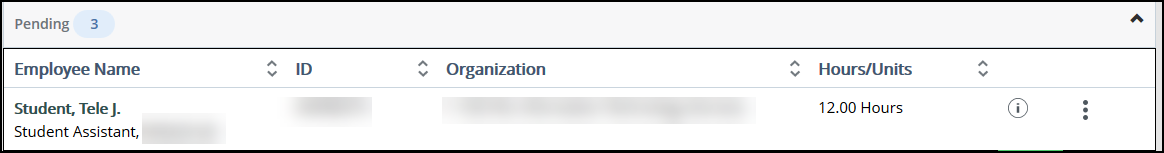 Pending 3
Employee Name ID Organization Hours/Units
Student, Tele J. 12.00 Hours
Student Assistant,